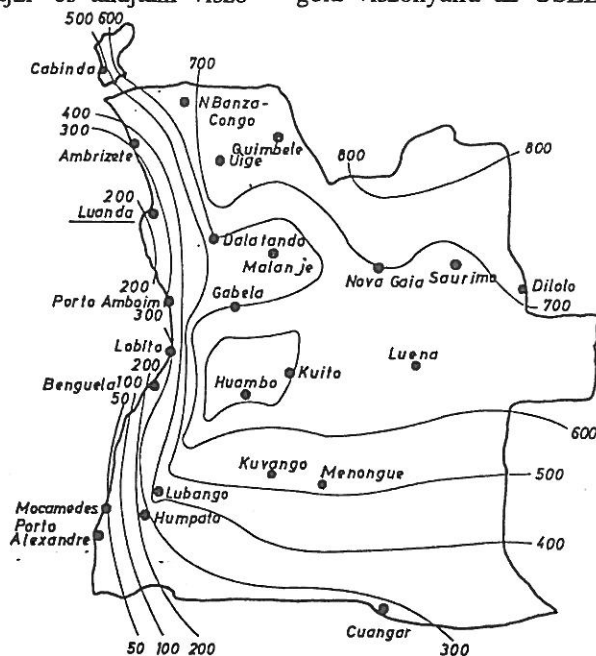 500 600
Cabinda
700
400
300
NBanza-
Congo
Quimbele
Uige
Ambrizete
800
800
200
Luanda
Dalatando
Malanje
200
Nova Gaia
Saurimo
Dilolo
Porto Amboim
300
Gabela
700
Lobito
200
Benguela
100
50
Huambo
Kuito
Luena
600
Kuvango
Menongue
500
Lubango
Mocamedes
Porto
Alexandre
Humpata
400
Cuangar
300
50 100 200